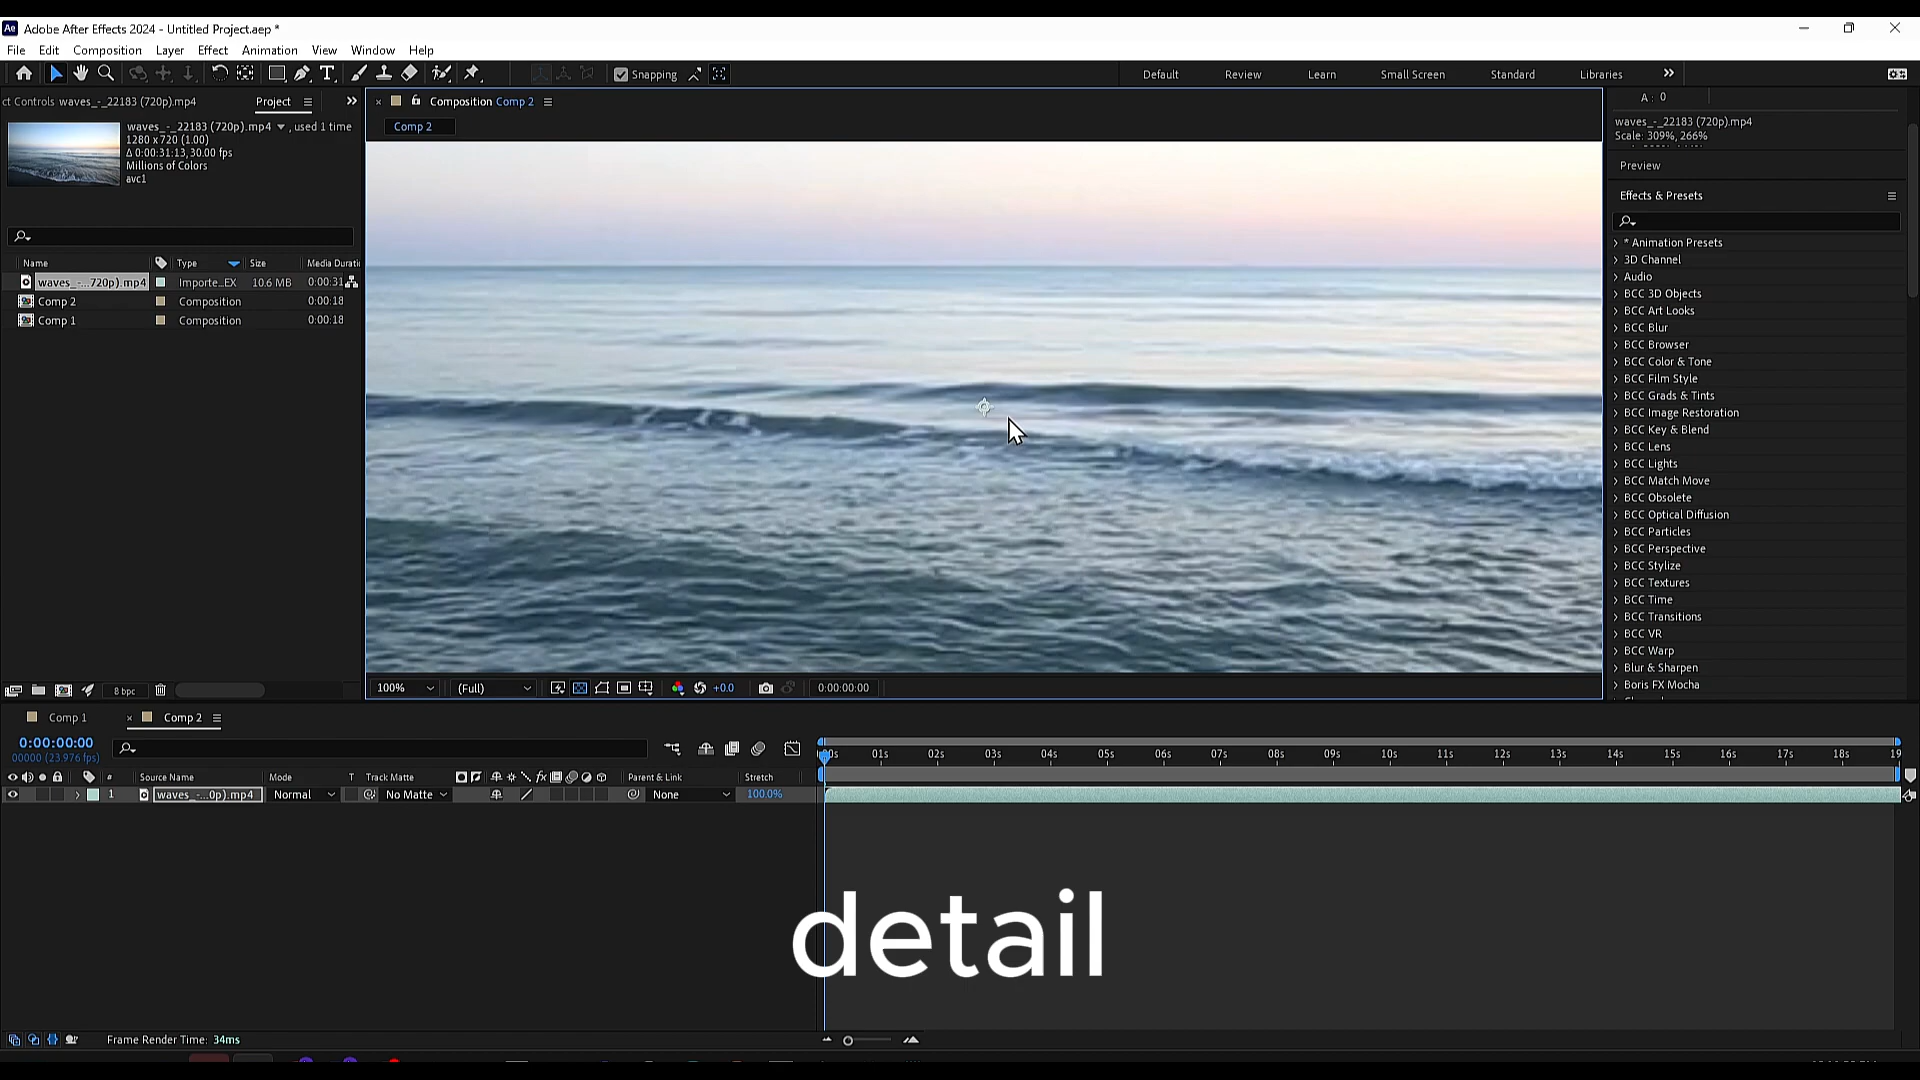 Ae Adobe After Effects 2024 - Untitled Project.aep *
File Edit Composition Layer Effect Animation View Window Help
Snapping
Default Review Learn Small Screen Standard Libraries
ct Controls waves_-_22183 (720p).mp4
Project
waves_-_22183 (720p).mp4 , used 1 time
1280 x 720 (1.00)
Δ 0:00:31:13, 30.00 fps
Millions of Colors
avc1
Name Type Size Media Durati
waves_-...720p).mp4 Importe...EX 10.6 MB 0:00:31
Comp 2 Composition 0:00:18
Comp 1 Composition 0:00:18
8 bpc
Composition Comp 2
Comp 2
100% (Full) +0.0 0:00:00:00
A : 0
waves_-_22183 (720p).mp4
Scale: 309%, 266%
Preview
Effects & Presets
* Animation Presets
3D Channel
Audio
BCC 3D Objects
BCC Art Looks
BCC Blur
BCC Browser
BCC Color & Tone
BCC Film Style
BCC Grads & Tints
BCC Image Restoration
BCC Key & Blend
BCC Lens
BCC Lights
BCC Match Move
BCC Obsolete
BCC Optical Diffusion
BCC Particles
BCC Perspective
BCC Stylize
BCC Textures
BCC Time
BCC Transitions
BCC VR
BCC Warp
Blur & Sharpen
Boris FX Mocha
Comp 1 Comp 2
0:00:00:00
00000 (23.976 fps)
01s 02s 03s 04s 05s 06s 07s 08s 09s 10s 11s 12s 13s 14s 15s 16s 17s 18s 19
# Source Name Mode T Track Matte fx Parent & Link Stretch
1 waves_-...0p).mp4 Normal No Matte None 100.0%
detail
Frame Render Time: 34ms